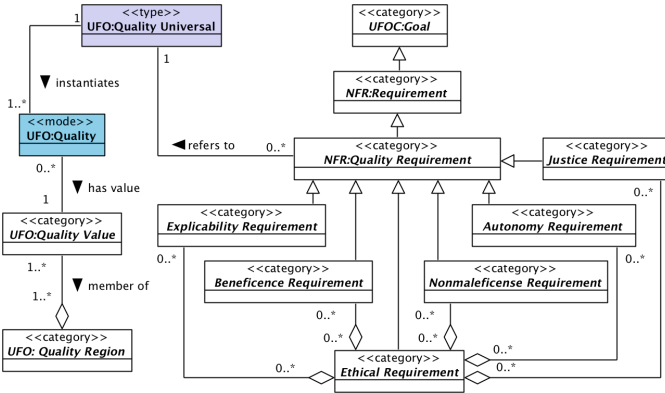 <<type>>
UFO:Quality Universal
<<category>>
UFOC:Goal
1
1
instantiates
<<category>>
NFR:Requirement
1..*
<<mode>>
UFO:Quality
refers to
0..*
<<category>>
NFR:Quality Requirement
<<category>>
Justice Requirement
0..*
has value
1
0..*
<<category>>
UFO:Quality Value
<<category>>
Explicability Requirement
<<category>>
Autonomy Requirement
0..*
0..*
1..*
<<category>>
Beneficence Requirement
<<category>>
Nonmaleficense Requirement
member of
1..*
0..*
0..*
0..*
0..*
<<category>>
UFO: Quality Region
<<category>>
Ethical Requirement
0..*
0..*
0..*